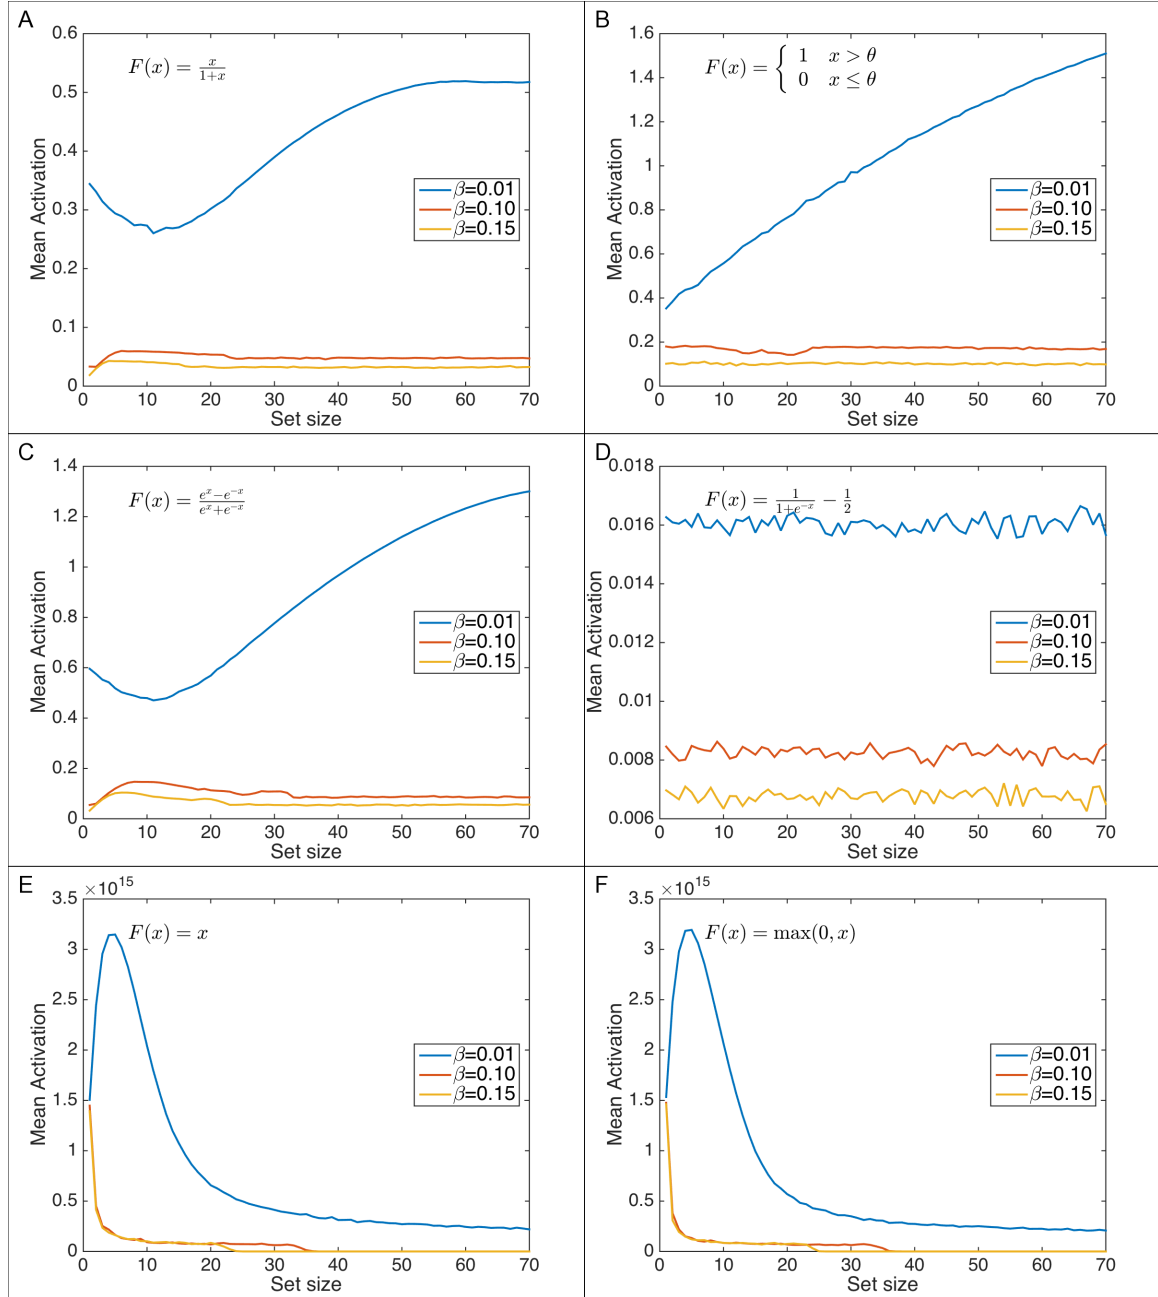 A
F(x) = x/(1+x)
0.6
0.5
0.4
0.3
0.2
0.1
0
Mean Activation
β=0.01
β=0.10
β=0.15
0 10 20 30 40 50 60 70
Set size
B
F(x) = { 1 x > θ
0 x ≤ θ
1.6
1.4
1.2
1
0.8
0.6
0.4
0.2
0
Mean Activation
β=0.01
β=0.10
β=0.15
0 10 20 30 40 50 60 70
Set size
C
F(x) = (e^x − e^−x)/(e^x + e^−x)
1.4
1.2
1
0.8
0.6
0.4
0.2
0
Mean Activation
β=0.01
β=0.10
β=0.15
0 10 20 30 40 50 60 70
Set size
D
F(x) = 1/(1+e^−x) − 1/2
0.018
0.016
0.014
0.012
0.01
0.008
0.006
Mean Activation
β=0.01
β=0.10
β=0.15
0 10 20 30 40 50 60 70
Set size
E
×10^15
F(x) = x
3.5
3
2.5
2
1.5
1
0.5
0
Mean Activation
β=0.01
β=0.10
β=0.15
0 10 20 30 40 50 60 70
Set size
F
×10^15
F(x) = max(0, x)
3.5
3
2.5
2
1.5
1
0.5
0
Mean Activation
β=0.01
β=0.10
β=0.15
0 10 20 30 40 50 60 70
Set size